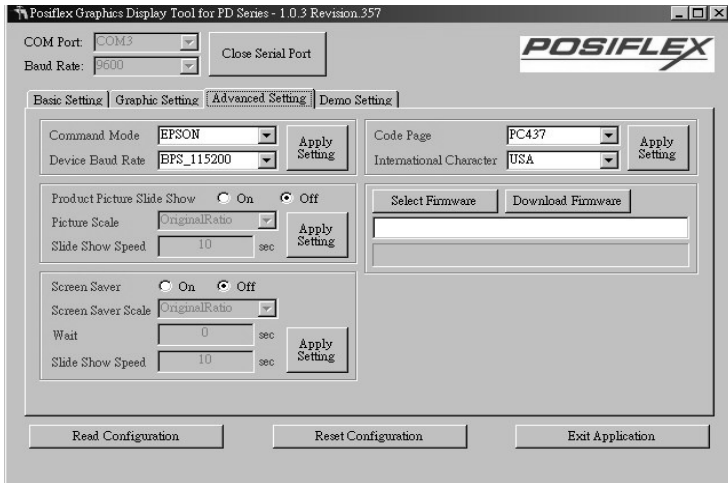 Posiflex Graphics Display Tool for PD Series - 1.0.3 Revision.357
COM Port: COM3
Baud Rate: 9600
Close Serial Port
POSIFLEX
Basic Setting Graphic Setting Advanced Setting Demo Setting
Command Mode EPSON
Device Baud Rate BPS_115200
Apply Setting
Code Page PC437
International Character USA
Apply Setting
Product Picture Slide Show On Off
Picture Scale OriginalRatio
Slide Show Speed 10 sec
Apply Setting
Select Firmware Download Firmware
Screen Saver On Off
Screen Saver Scale OriginalRatio
Wait 0 sec
Slide Show Speed 10 sec
Apply Setting
Read Configuration Reset Configuration Exit Application